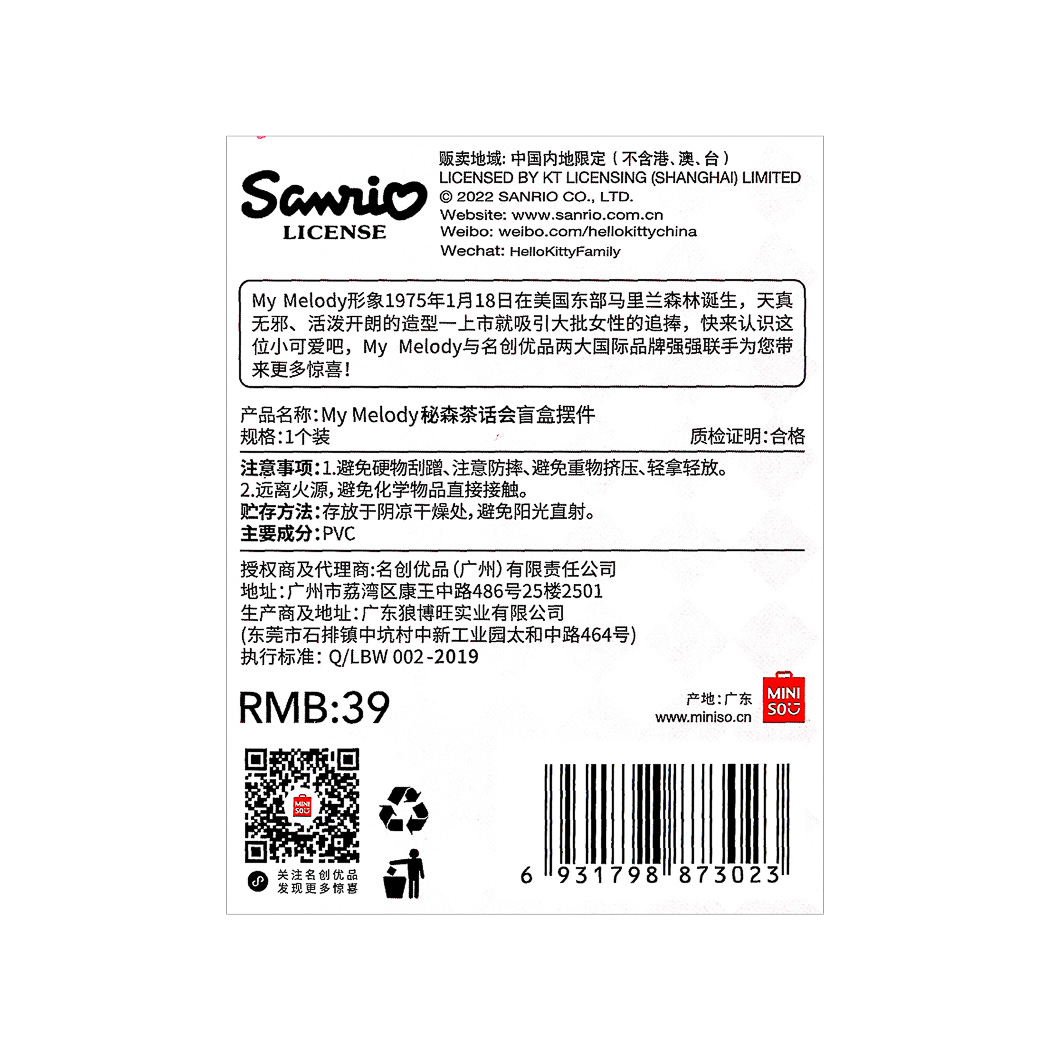 Sanrio
LICENSE
贩卖地域: 中国内地限定 ( 不含港、澳、台 )
LICENSED BY KT LICENSING (SHANGHAI) LIMITED
© 2022 SANRIO CO., LTD.
Website: www.sanrio.com.cn
Weibo: weibo.com/hellokittychina
Wechat: HelloKittyFamily
My Melody形象1975年1月18日在美国东部马里兰森林诞生，天真
无邪、活泼开朗的造型一上市就吸引大批女性的追捧，快来认识这
位小可爱吧，My Melody与名创优品两大国际品牌强强联手为您带
来更多惊喜！
产品名称：My Melody秘森茶话会盲盒摆件
规格：1个装 质检证明：合格
注意事项：1.避免硬物刮蹭、注意防摔、避免重物挤压、轻拿轻放。
2.远离火源，避免化学物品直接接触。
贮存方法：存放于阴凉干燥处，避免阳光直射。
主要成分：PVC
授权商及代理商:名创优品（广州）有限责任公司
地址：广州市荔湾区康王中路486号25楼2501
生产商及地址：广东狼博旺实业有限公司
(东莞市石排镇中坑村中新工业园太和中路464号)
执行标准：Q/LBW 002-2019
RMB:39
产地：广东
www.miniso.cn
MINI
SO
MINI
SO
关注名创优品
发现更多惊喜
6 931798 873023